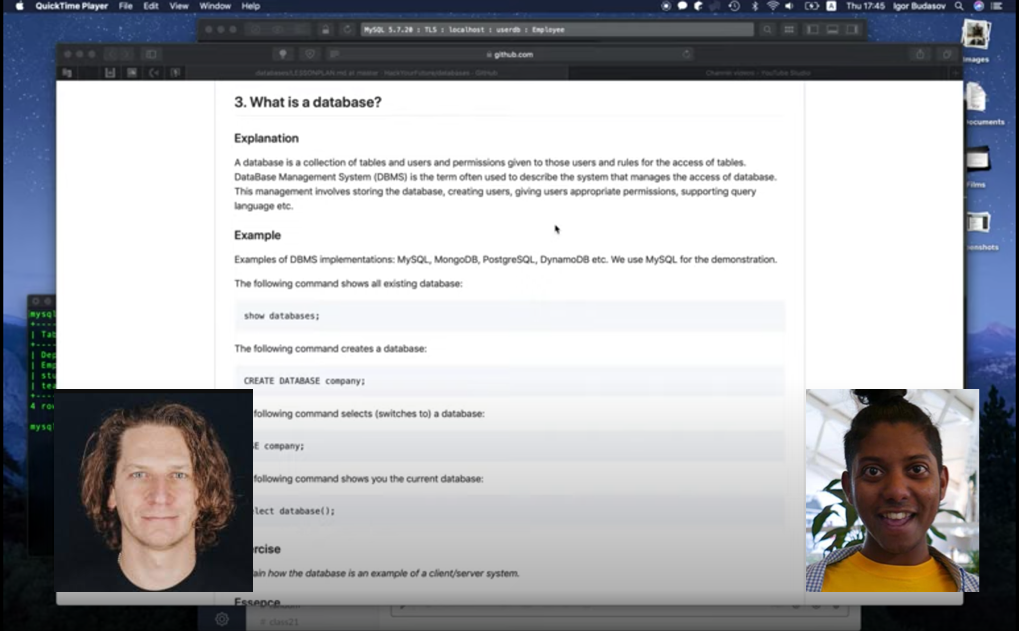 QuickTime Player File Edit View Window Help
Thu 17:45 Igor Budasov
MySQL 5.7.20 : TLS : localhost : userdb : Employee
github.com
Channel videos - YouTube Studio
3. What is a database?
Explanation
A database is a collection of tables and users and permissions given to those users and rules for the access of tables.
DataBase Management System (DBMS) is the term often used to describe the system that manages the access of database.
This management involves storing the database, creating users, giving users appropriate permissions, supporting query
language etc.
Example
Examples of DBMS implementations: MySQL, MongoDB, PostgreSQL, DynamoDB etc. We use MySQL for the demonstration.
The following command shows all existing database:
show databases;
The following command creates a database:
CREATE DATABASE company;
following command selects (switches to) a database:
SE company;
following command shows you the current database:
lect database();
rcise
ain how the database is an example of a client/server system.
Essence
# class21
mysql
| Tab
| Dep
| Emp
| stu
| tea
4 ro
mysql
Images
ocuments
Films
enshots